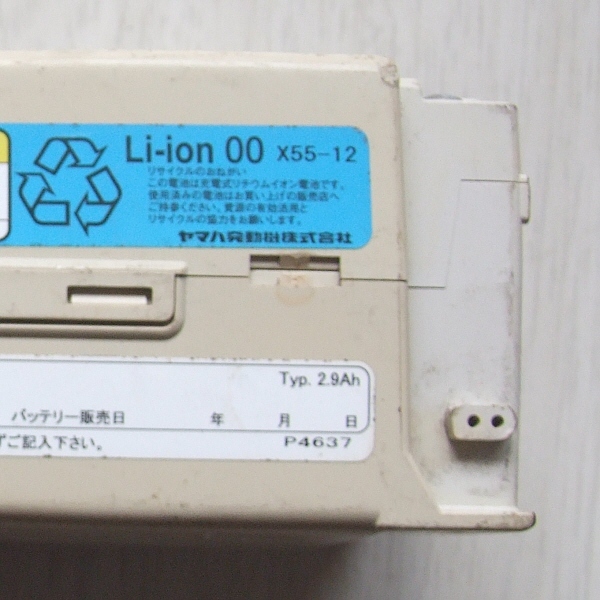 Li-ion 00 X55-12
リサイクルのおねがい
この電池は充電式リチウムイオン電池です。
使用済みの電池はお買い上げの販売店へ
ご持参ください。資源の有効活用と
リサイクルの協力をお願いします。
ヤマハ発動機株式会社
Typ. 2.9Ah
バッテリー販売日 年 月 日
ずご記入下さい。 P4637